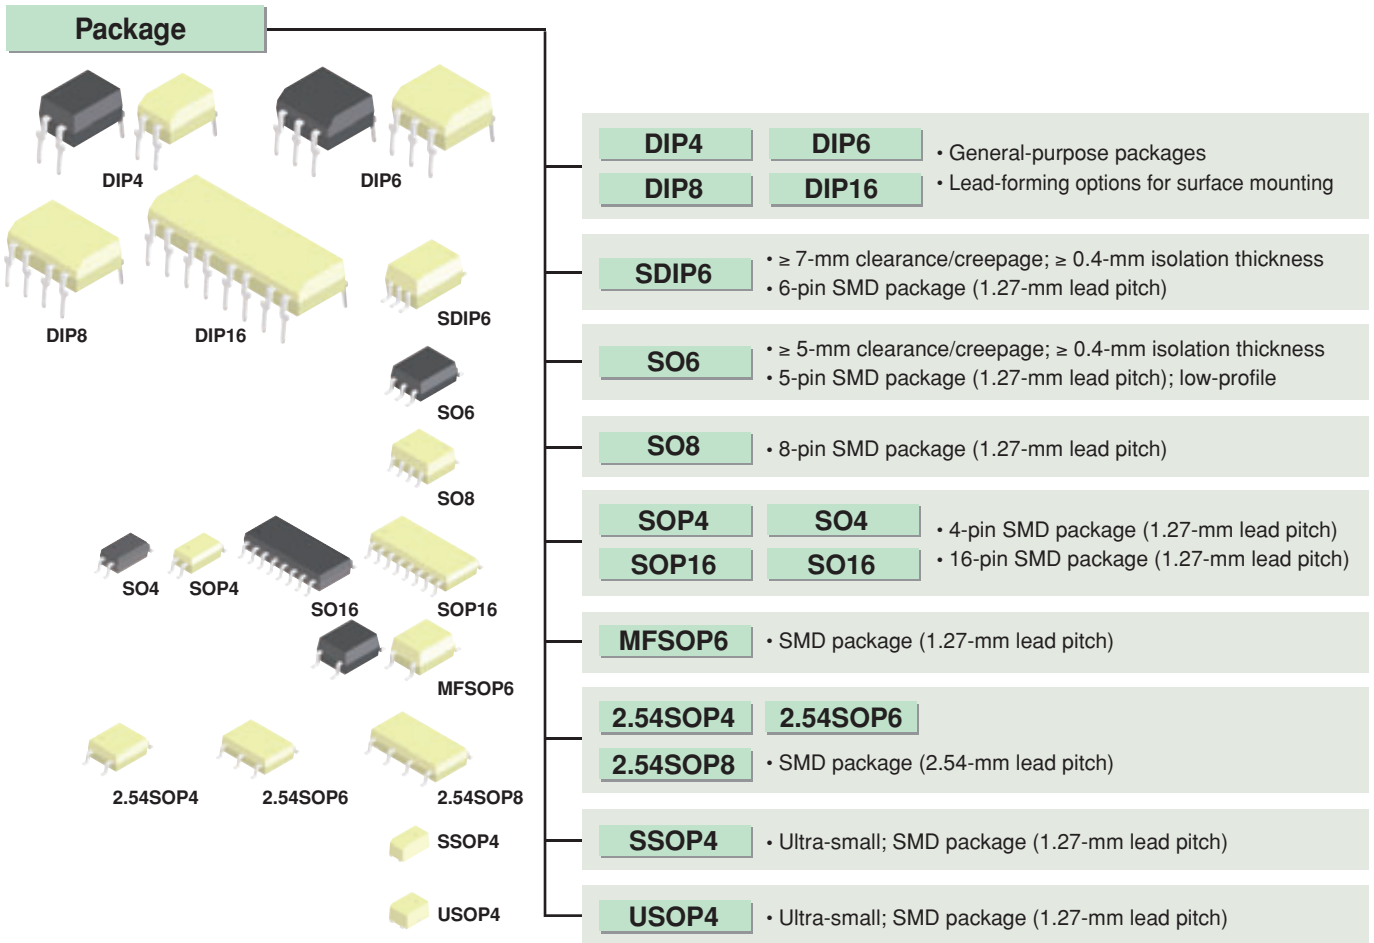 Package
DIP4
DIP6
DIP8
DIP16
SDIP6
SO6
SO8
SO4
SOP4
SO16
SOP16
MFSOP6
2.54SOP4
2.54SOP6
2.54SOP8
SSOP4
USOP4
DIP4 DIP6
DIP8 DIP16
• General-purpose packages
• Lead-forming options for surface mounting
SDIP6
• ≥ 7-mm clearance/creepage; ≥ 0.4-mm isolation thickness
• 6-pin SMD package (1.27-mm lead pitch)
SO6
• ≥ 5-mm clearance/creepage; ≥ 0.4-mm isolation thickness
• 5-pin SMD package (1.27-mm lead pitch); low-profile
SO8
• 8-pin SMD package (1.27-mm lead pitch)
SOP4 SO4
SOP16 SO16
• 4-pin SMD package (1.27-mm lead pitch)
• 16-pin SMD package (1.27-mm lead pitch)
MFSOP6
• SMD package (1.27-mm lead pitch)
2.54SOP4 2.54SOP6
2.54SOP8
• SMD package (2.54-mm lead pitch)
SSOP4
• Ultra-small; SMD package (1.27-mm lead pitch)
USOP4
• Ultra-small; SMD package (1.27-mm lead pitch)